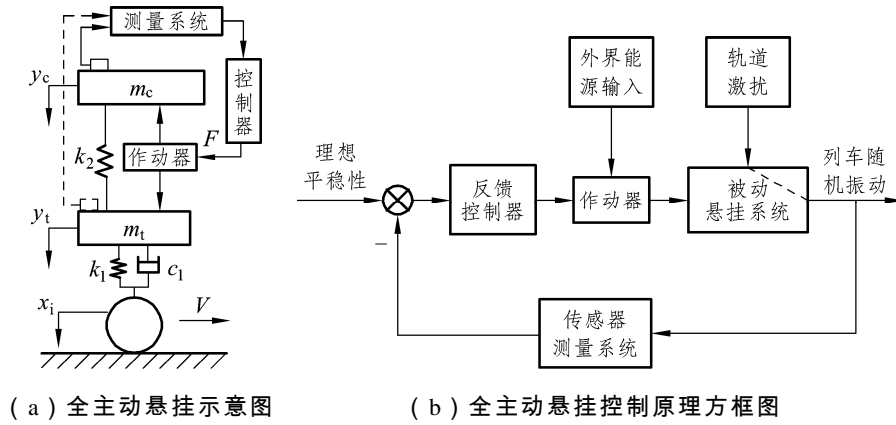 测量系统
控制器
y_c
m_c
F
k_2
作动器
y_t
m_t
k_1
c_1
x_i
V
(a)全主动悬挂示意图
外界能
源输入
轨道
激扰
理想
平稳性
反馈
控制器
作动器
被动
悬挂系统
列车随
机振动
−
传感器
测量系统
(b)全主动悬挂控制原理方框图